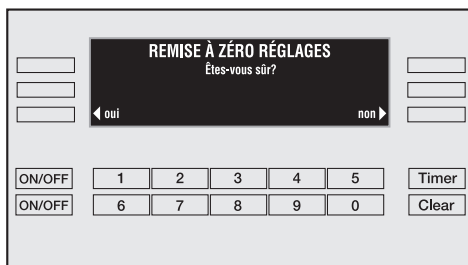 REMISE À ZÉRO RÉGLAGES
Êtes-vous sûr?
oui non
ON/OFF 1 2 3 4 5 Timer
ON/OFF 6 7 8 9 0 Clear